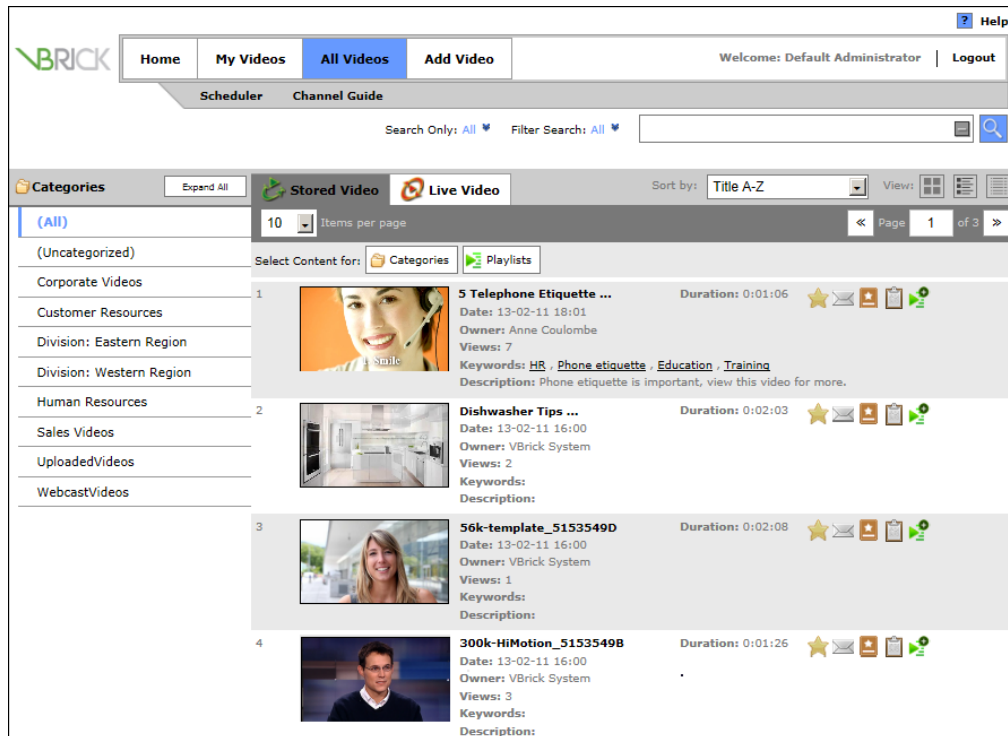 ? Help
VBRICK
Home My Videos All Videos Add Video Welcome: Default Administrator Logout
Scheduler Channel Guide
Search Only: All Filter Search: All
Categories Expand All Stored Video Live Video Sort by: Title A-Z View:
(All)
10 Items per page « Page 1 of 3 »
(Uncategorized)
Select Content for: Categories Playlists
Corporate Videos
Customer Resources
Division: Eastern Region
Division: Western Region
Human Resources
Sales Videos
UploadedVideos
WebcastVideos
1 5 Telephone Etiquette ... Duration: 0:01:06
Smile
Date: 13-02-11 18:01
Owner: Anne Coulombe
Views: 7
Keywords: HR , Phone etiquette , Education , Training
Description: Phone etiquette is important, view this video for more.
2 Dishwasher Tips ... Duration: 0:02:03
Date: 13-02-11 16:00
Owner: VBrick System
Views: 2
Keywords:
Description:
3 56k-template_5153549D Duration: 0:02:08
Date: 13-02-11 16:00
Owner: VBrick System
Views: 1
Keywords:
Description:
4 300k-HiMotion_5153549B Duration: 0:01:26
Date: 13-02-11 16:00
Owner: VBrick System
Views: 3
Keywords:
Description: